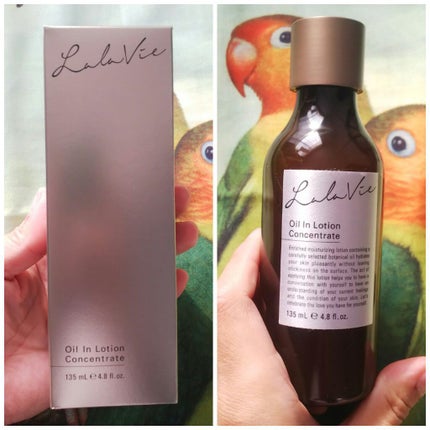 LalaVie
Oil In Lotion
Concentrate
135 mL ℮ 4.8 fl.oz.
LalaVie
Oil In Lotion
Concentrate
Enriched moisturizing lotion containing a
carefully selected botanical oil hydrates
your skin pleasantly without leaving
stickiness on the surface. The act of
applying this lotion helps you to have a
conversation with yourself to have an
understanding of your current feelings
and the condition of your skin. Let's
celebrate the love you have for yourself.
135 mL ℮ 4.8 fl.oz.